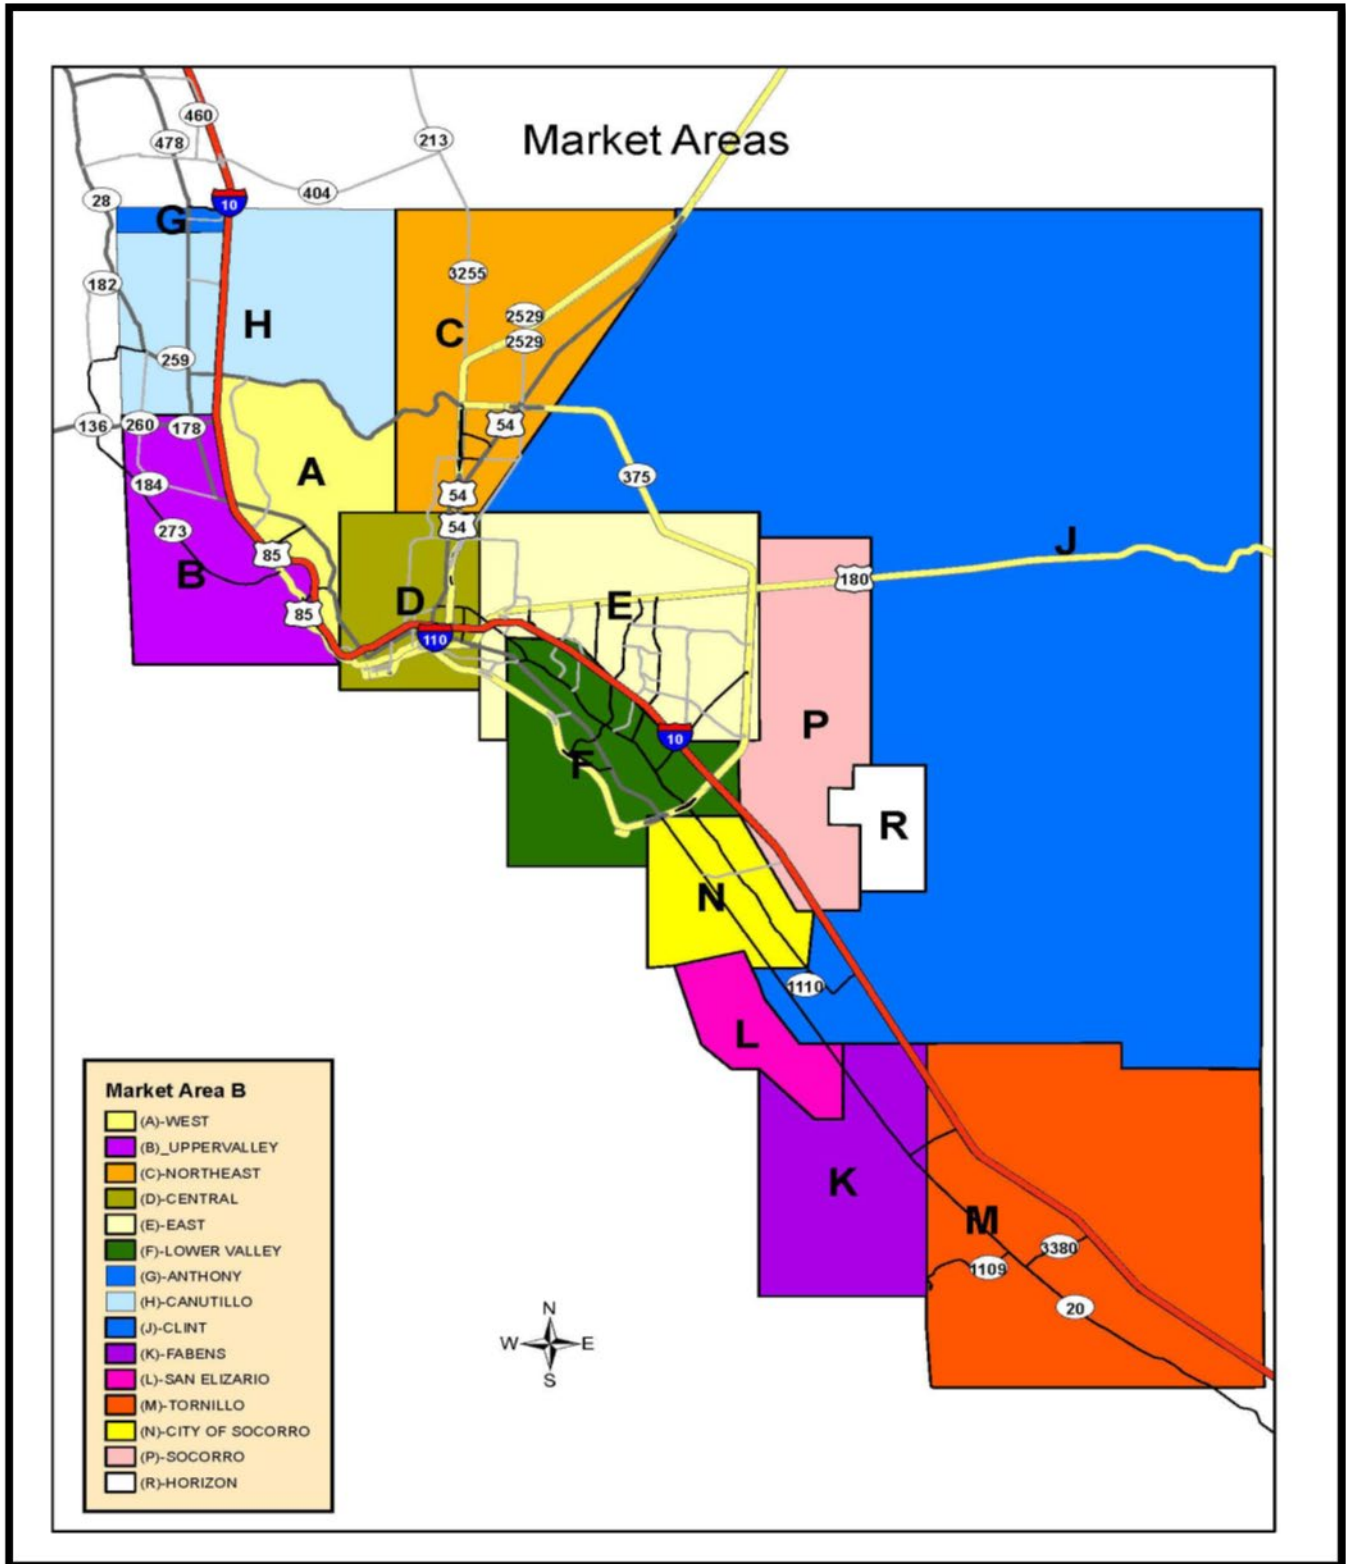 Market Areas
460
478
213
404
28
10
G
182
3255
H
C
2529
2529
259
136
260
178
54
A
375
184
54
273
54
85
B
J
180
D
E
85
110
P
10
F
R
N
1110
L
K
M
3380
1109
20
Market Area B
(A)-WEST
(B)_UPPERVALLEY
(C)-NORTHEAST
(D)-CENTRAL
(E)-EAST
(F)-LOWER VALLEY
(G)-ANTHONY
(H)-CANUTILLO
(J)-CLINT
(K)-FABENS
(L)-SAN ELIZARIO
(M)-TORNILLO
(N)-CITY OF SOCORRO
(P)-SOCORRO
(R)-HORIZON
N
W E
S